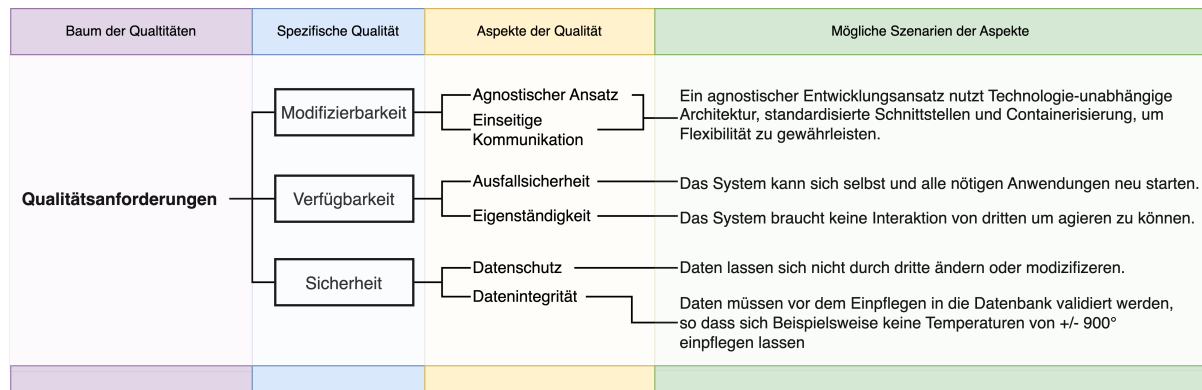 Baum der Qualtitäten
Spezifische Qualität
Aspekte der Qualität
Mögliche Szenarien der Aspekte
Qualitätsanforderungen
Modifizierbarkeit
Agnostischer Ansatz
Einseitige
Kommunikation
Ein agnostischer Entwicklungsansatz nutzt Technologie-unabhängige
Architektur, standardisierte Schnittstellen und Containerisierung, um
Flexibilität zu gewährleisten.
Verfügbarkeit
Ausfallsicherheit
Das System kann sich selbst und alle nötigen Anwendungen neu starten.
Eigenständigkeit
Das System braucht keine Interaktion von dritten um agieren zu können.
Sicherheit
Datenschutz
Daten lassen sich nicht durch dritte ändern oder modizifizeren.
Datenintegrität
Daten müssen vor dem Einpflegen in die Datenbank validiert werden,
so dass sich Beispielsweise keine Temperaturen von +/- 900°
einpflegen lassen